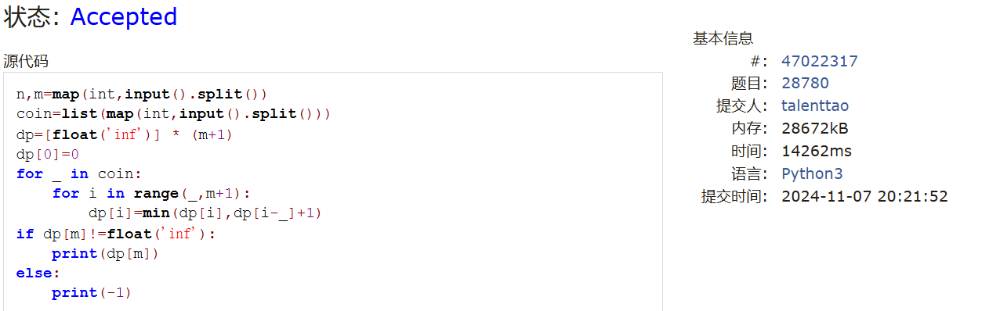 状态: Accepted
源代码
n,m=map(int,input().split())
coin=list(map(int,input().split()))
dp=[float('inf')] * (m+1)
dp[0]=0
for _ in coin:
    for i in range(_,m+1):
        dp[i]=min(dp[i],dp[i-_]+1)
if dp[m]!=float('inf'):
    print(dp[m])
else:
    print(-1)
基本信息
#: 47022317
题目: 28780
提交人: talenttao
内存: 28672kB
时间: 14262ms
语言: Python3
提交时间: 2024-11-07 20:21:52